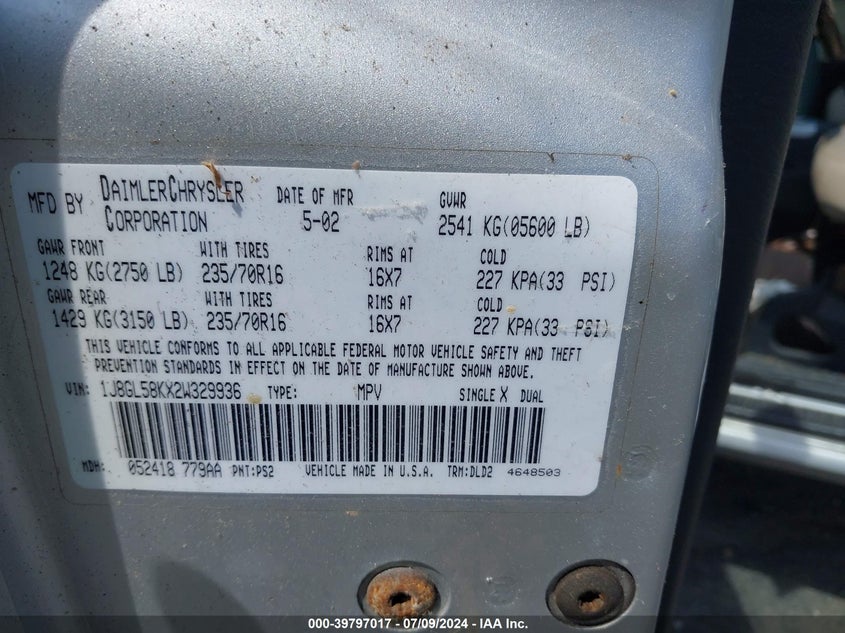 MFD BY DAIMLERCHRYSLER CORPORATION DATE OF MFR 5-02 GVWR 2541 KG(05600 LB)
GAWR FRONT WITH TIRES RIMS AT COLD
1248 KG(2750 LB) 235/70R16 16X7 227 KPA(33 PSI)
GAWR REAR WITH TIRES RIMS AT COLD
1429 KG(3150 LB) 235/70R16 16X7 227 KPA(33 PSI)
THIS VEHICLE CONFORMS TO ALL APPLICABLE FEDERAL MOTOR VEHICLE SAFETY AND THEFT
PREVENTION STANDARDS IN EFFECT ON THE DATE OF MANUFACTURE SHOWN ABOVE.
VIN: 1J8GL58KX2W329936 TYPE: MPV SINGLE X DUAL
MDH: 052418 779AA PNT:PS2 VEHICLE MADE IN U.S.A. TRM:DLD2 4648503
000-39797017 / 07/09/2024 - IAA Inc.